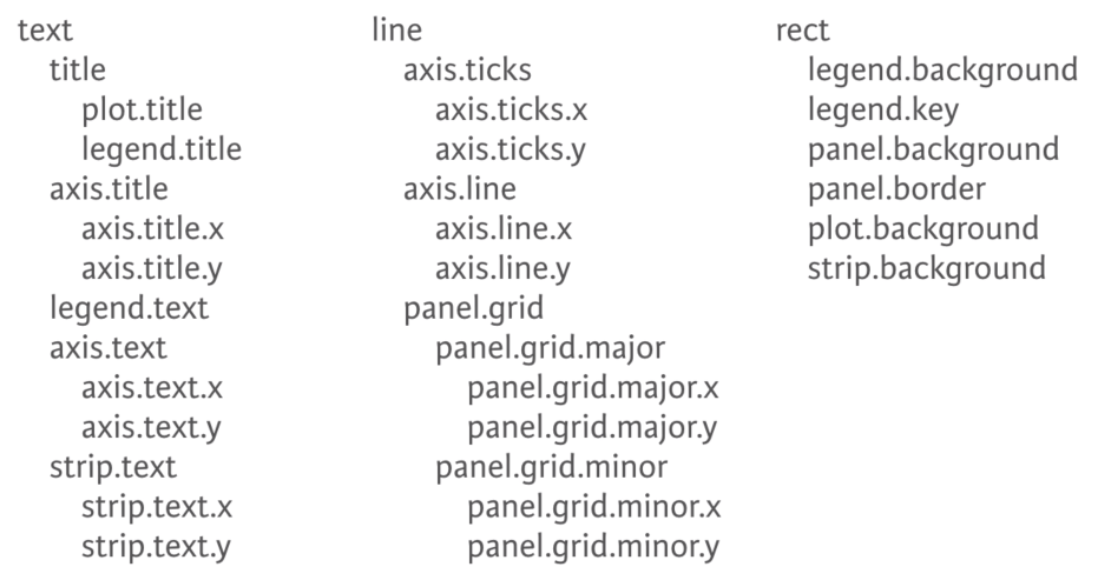 text
title
plot.title
legend.title
axis.title
axis.title.x
axis.title.y
legend.text
axis.text
axis.text.x
axis.text.y
strip.text
strip.text.x
strip.text.y
line
axis.ticks
axis.ticks.x
axis.ticks.y
axis.line
axis.line.x
axis.line.y
panel.grid
panel.grid.major
panel.grid.major.x
panel.grid.major.y
panel.grid.minor
panel.grid.minor.x
panel.grid.minor.y
rect
legend.background
legend.key
panel.background
panel.border
plot.background
strip.background